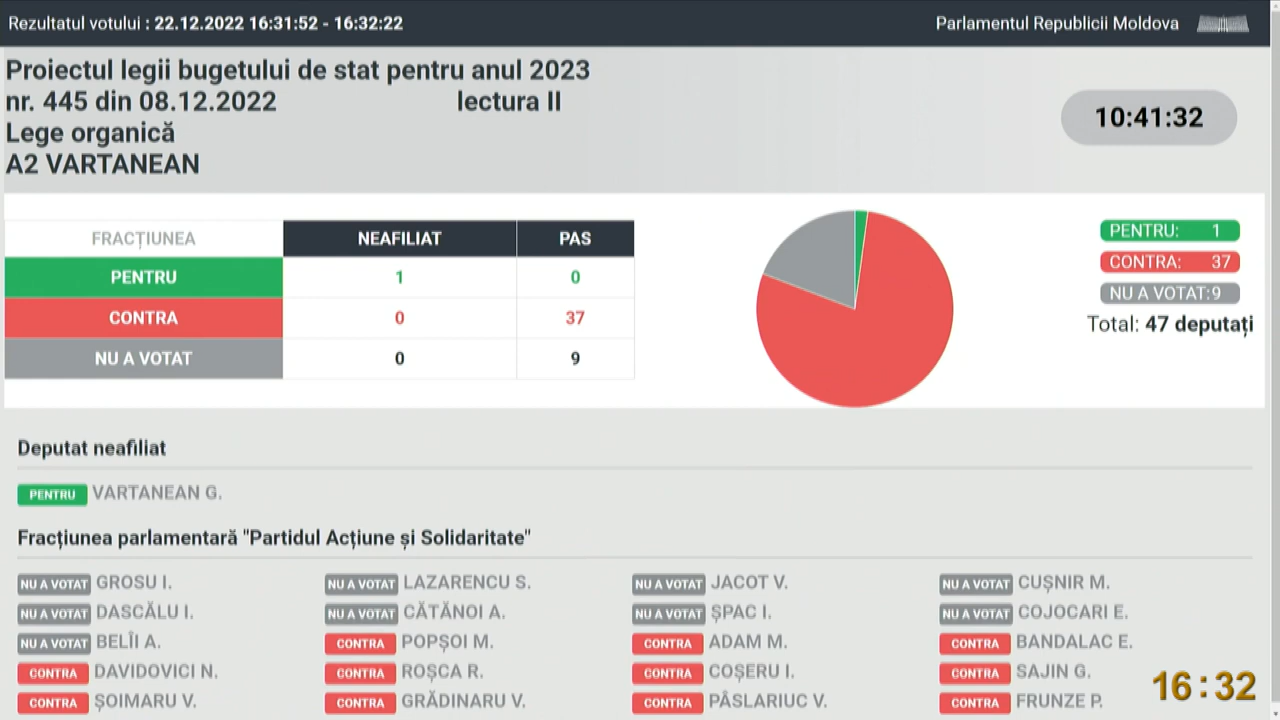 Rezultatul votului : 22.12.2022 16:31:52 - 16:32:22
Parlamentul Republicii Moldova
Proiectul legii bugetului de stat pentru anul 2023
nr. 445 din 08.12.2022 lectura II
Lege organică
A2 VARTANEAN
10:41:32
FRACȚIUNEA NEAFILIAT PAS
PENTRU 1 0
CONTRA 0 37
NU A VOTAT 0 9
PENTRU: 1
CONTRA: 37
NU A VOTAT:9
Total: 47 deputați
Deputat neafiliat
PENTRU VARTANEAN G.
Fracțiunea parlamentară "Partidul Acțiune și Solidaritate"
NU A VOTAT GROSU I. NU A VOTAT LAZARENCU S. NU A VOTAT JACOT V. NU A VOTAT CUȘNIR M.
NU A VOTAT DASCĂLU I. NU A VOTAT CĂTĂNOI A. NU A VOTAT ȘPAC I. NU A VOTAT COJOCARI E.
NU A VOTAT BELÎI A. CONTRA POPȘOI M. CONTRA ADAM M. CONTRA BANDALAC E.
CONTRA DAVIDOVICI N. CONTRA ROȘCA R. CONTRA COȘERU I. CONTRA SAJIN G.
CONTRA ȘOIMARU V. CONTRA GRĂDINARU V. CONTRA PÂSLARIUC V. CONTRA FRUNZE P.
16:32